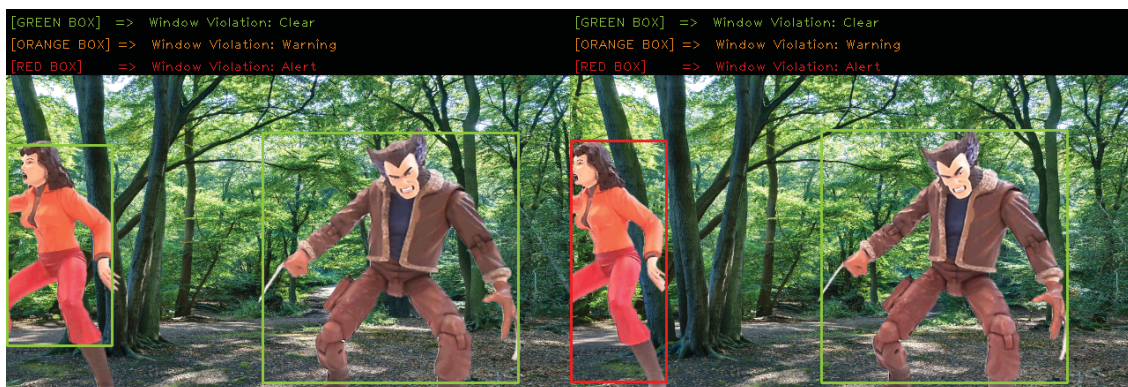 [GREEN BOX] => Window Violation: Clear
[ORANGE BOX] => Window Violation: Warning
[RED BOX] => Window Violation: Alert
[GREEN BOX] => Window Violation: Clear
[ORANGE BOX] => Window Violation: Warning
[RED BOX] => Window Violation: Alert